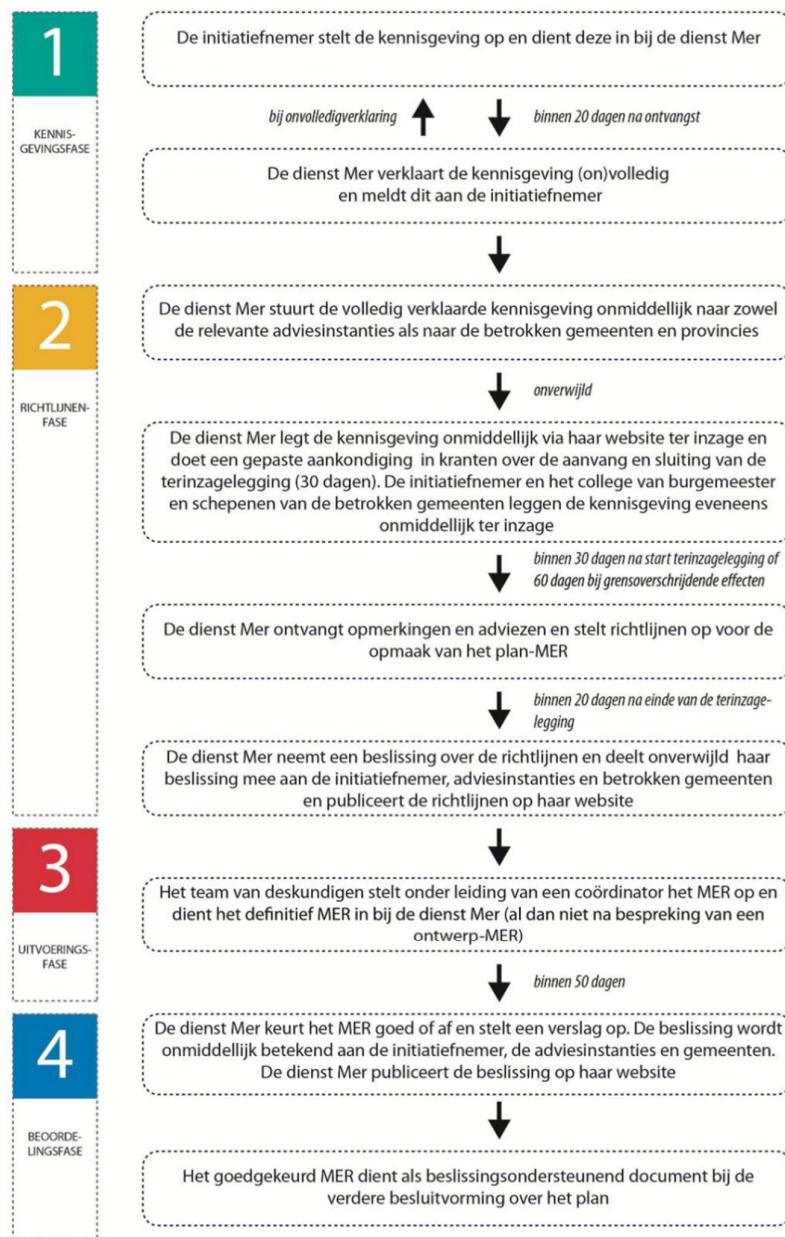 1
KENNIS-
GEVINGSFASE
De initiatiefnemer stelt de kennisgeving op en dient deze in bij de dienst Mer
bij onvolledigverklaring
binnen 20 dagen na ontvangst
De dienst Mer verklaart de kennisgeving (on)volledig
en meldt dit aan de initiatiefnemer
2
RICHTLIJNEN-
FASE
De dienst Mer stuurt de volledig verklaarde kennisgeving onmiddellijk naar zowel
de relevante adviesinstanties als naar de betrokken gemeenten en provincies
onverwijld
De dienst Mer legt de kennisgeving onmiddellijk via haar website ter inzage en
doet een gepaste aankondiging in kranten over de aanvang en sluiting van de
terinzagelegging (30 dagen). De initiatiefnemer en het college van burgemeester
en schepenen van de betrokken gemeenten leggen de kennisgeving eveneens
onmiddellijk ter inzage
binnen 30 dagen na start terinzagelegging of
60 dagen bij grensoverschrijdende effecten
De dienst Mer ontvangt opmerkingen en adviezen en stelt richtlijnen op voor de
opmaak van het plan-MER
binnen 20 dagen na einde van de terinzage-
legging
De dienst Mer neemt een beslissing over de richtlijnen en deelt onverwijld haar
beslissing mee aan de initiatiefnemer, adviesinstanties en betrokken gemeenten
en publiceert de richtlijnen op haar website
3
UITVOERINGS-
FASE
Het team van deskundigen stelt onder leiding van een coördinator het MER op en
dient het definitief MER in bij de dienst Mer (al dan niet na bespreking van een
ontwerp-MER)
binnen 50 dagen
4
BEOORDE-
LINGSFASE
De dienst Mer keurt het MER goed of af en stelt een verslag op. De beslissing wordt
onmiddellijk betekend aan de initiatiefnemer, de adviesinstanties en gemeenten.
De dienst Mer publiceert de beslissing op haar website
Het goedgekeurd MER dient als beslissingsondersteunend document bij de
verdere besluitvorming over het plan